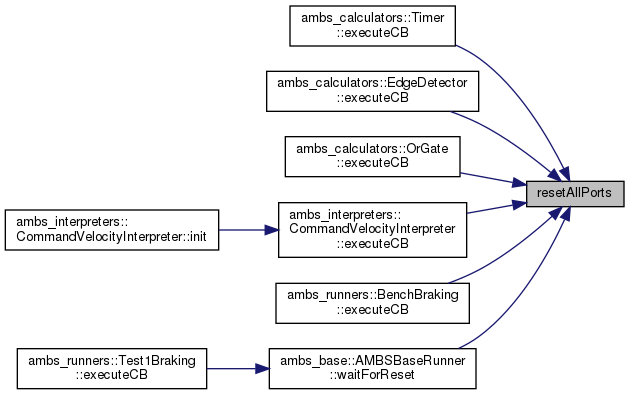 ambs_calculators::Timer
::executeCB
ambs_calculators::EdgeDetector
::executeCB
ambs_calculators::OrGate
::executeCB
resetAllPorts
ambs_interpreters::
CommandVelocityInterpreter::init
ambs_interpreters::
CommandVelocityInterpreter
::executeCB
ambs_runners::BenchBraking
::executeCB
ambs_runners::Test1Braking
::executeCB
ambs_base::AMBSBaseRunner
::waitForReset